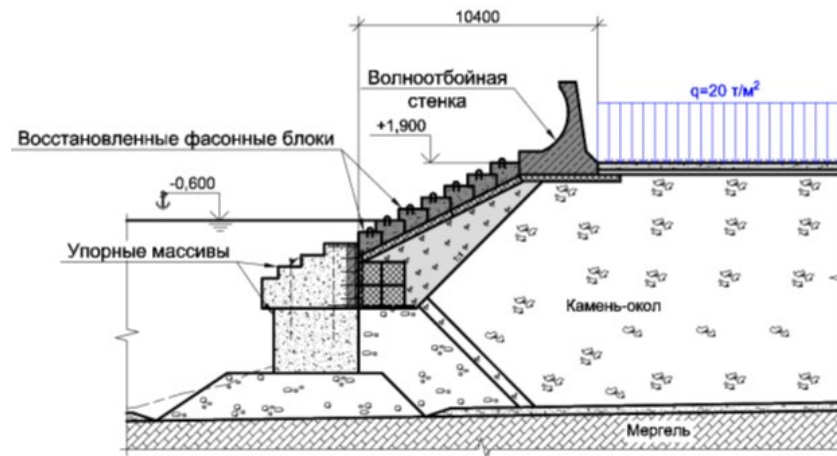 10400
q=20 т/м²
Волноотбойная
стенка
+1,900
Восстановленные фасонные блоки
-0,600
Упорные массивы
Камень-окол
Мергель